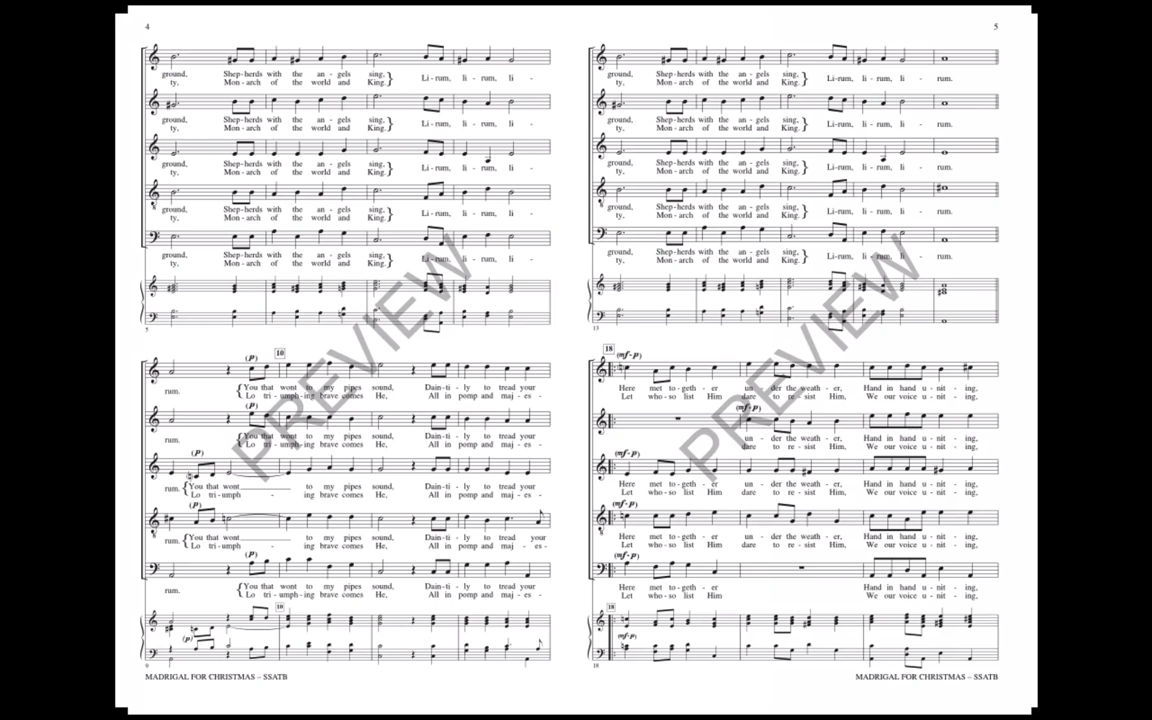 4
ground, Shep-herds with the an-gels sing, Li-rum, li-rum, li-
ty, Mon-arch of the world and King.
ground, Shep-herds with the an-gels sing, Li-rum, li-rum, li-
ty, Mon-arch of the world and King.
ground, Shep-herds with the an-gels sing, Li-rum, li-rum, li-
ty, Mon-arch of the world and King.
ground, Shep-herds with the an-gels sing, Li-rum, li-rum, li-
ty, Mon-arch of the world and King.
ground, Shep-herds with the an-gels sing, Li-rum, li-rum, li-
ty, Mon-arch of the world and King.
5
(p) 10
rum. You that wont to my pipes sound, Dain-ti-ly to tread your
Lo tri-umph-ing brave comes He, All in pomp and maj-es-
(p)
rum. You that wont to my pipes sound, Dain-ti-ly to tread your
Lo tri-umph-ing brave comes He, All in pomp and maj-es-
(p)
rum. You that wont to my pipes sound, Dain-ti-ly to tread your
Lo tri-umph-ing brave comes He, All in pomp and maj-es-
(p)
rum. You that wont to my pipes sound, Dain-ti-ly to tread your
Lo tri-umph-ing brave comes He, All in pomp and maj-es-
(p)
rum. You that wont to my pipes sound, Dain-ti-ly to tread your
Lo tri-umph-ing brave comes He, All in pomp and maj-es-
10
(p)
9
MADRIGAL FOR CHRISTMAS – SSATB
PREVIEW
5
ground, Shep-herds with the an-gels sing, Li-rum, li-rum, li-rum.
ty, Mon-arch of the world and King.
ground, Shep-herds with the an-gels sing, Li-rum, li-rum, li-rum.
ty, Mon-arch of the world and King.
ground, Shep-herds with the an-gels sing, Li-rum, li-rum, li-rum.
ty, Mon-arch of the world and King.
ground, Shep-herds with the an-gels sing, Li-rum, li-rum, li-rum.
ty, Mon-arch of the world and King.
ground, Shep-herds with the an-gels sing, Li-rum, li-rum, li-rum.
ty, Mon-arch of the world and King.
13
18 (mf-p)
Here met to-geth-er un-der the weath-er, Hand in hand u-nit-ing,
Let who-so list Him dare to re-sist Him, We our voice u-nit-ing,
(mf-p)
un-der the weath-er, Hand in hand u-nit-ing,
dare to re-sist Him, We our voice u-nit-ing,
(mf-p)
Here met to-geth-er un-der the weath-er, Hand in hand u-nit-ing,
Let who-so list Him dare to re-sist Him, We our voice u-nit-ing,
(mf-p)
Here met to-geth-er un-der the weath-er, Hand in hand u-nit-ing,
Let who-so list Him dare to re-sist Him, We our voice u-nit-ing,
(mf-p)
Here met to-geth-er Hand in hand u-nit-ing,
Let who-so list Him We our voice u-nit-ing,
18
(mf-p)
18
MADRIGAL FOR CHRISTMAS – SSATB
PREVIEW